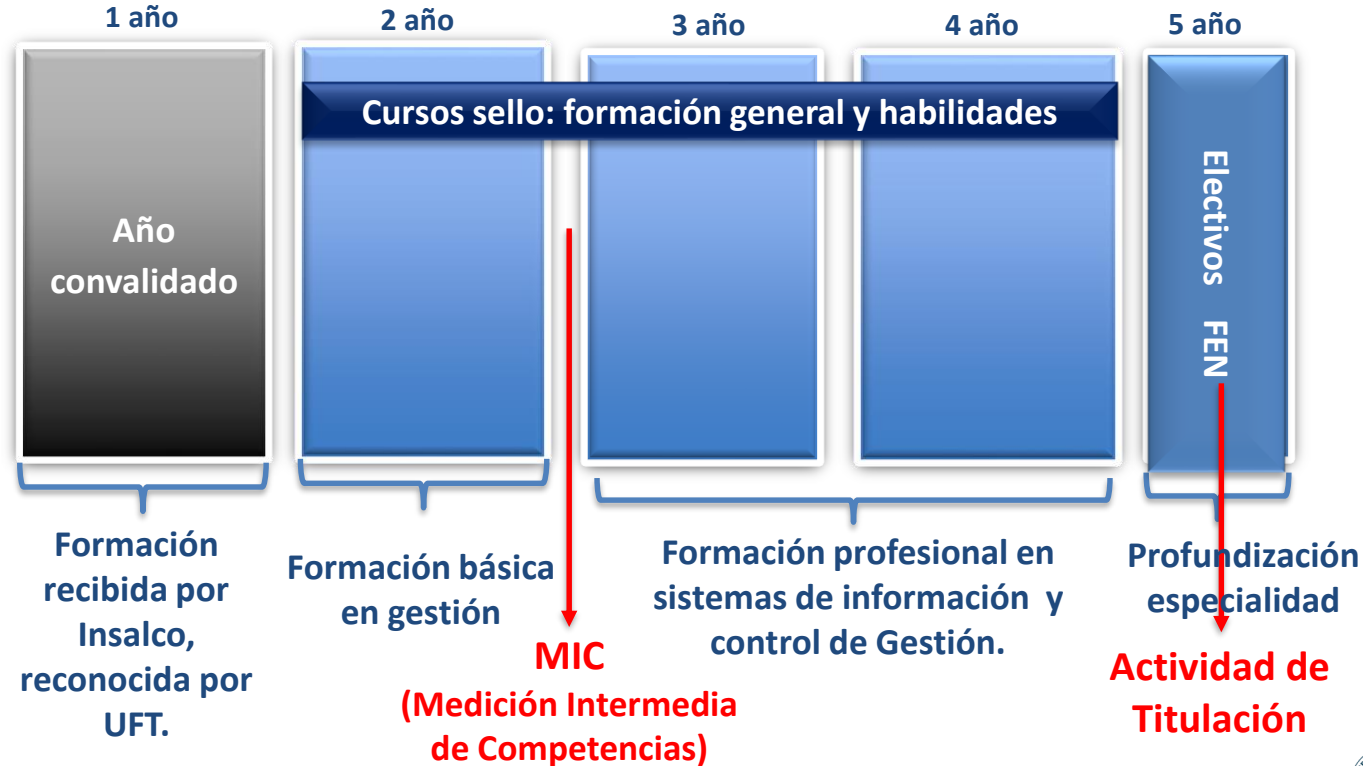 1 año
2 año
3 año
4 año
5 año
Cursos sello: formación general y habilidades
Año
convalidado
Electivos FEN
Formación
recibida por
Insalco,
reconocida por
UFT.
Formación básica
en gestión
MIC
(Medición Intermedia
de Competencias)
Formación profesional en
sistemas de información y
control de Gestión.
Profundización
especialidad
Actividad de
Titulación